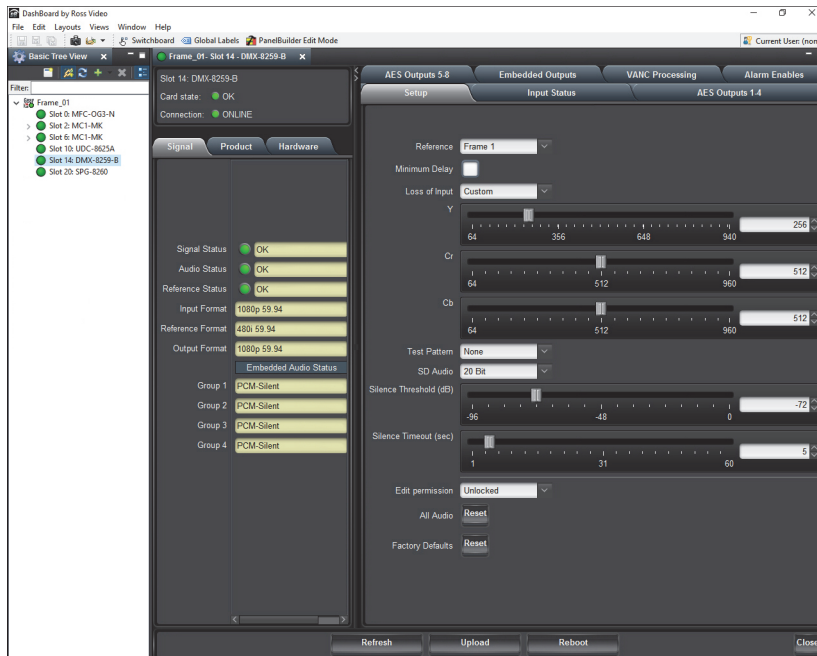 DashBoard by Ross Video
File Edit Layouts Views Window Help
Switchboard Global Labels PanelBuilder Edit Mode
Current User: (non
Basic Tree View
Filter:
Frame_01
Slot 0: MFC-OG3-N
Slot 2: MC1-MK
Slot 6: MC1-MK
Slot 10: UDC-8625A
Slot 14: DMX-8259-B
Slot 20: SPG-8260
Frame_01- Slot 14 - DMX-8259-B
Slot 14: DMX-8259-B
Card state: OK
Connection: ONLINE
Signal Product Hardware
Signal Status OK
Audio Status OK
Reference Status OK
Input Format 1080p 59.94
Reference Format 480i 59.94
Output Format 1080p 59.94
Embedded Audio Status
Group 1 PCM-Silent
Group 2 PCM-Silent
Group 3 PCM-Silent
Group 4 PCM-Silent
AES Outputs 5-8 Embedded Outputs VANC Processing Alarm Enables
Setup Input Status AES Outputs 1-4
Reference Frame 1
Minimum Delay
Loss of Input Custom
Y 256
64 356 648 940
Cr 512
64 512 960
Cb 512
64 512 960
Test Pattern None
SD Audio 20 Bit
Silence Threshold (dB) -72
-96 -48 0
Silence Timeout (sec) 5
1 31 60
Edit permission Unlocked
All Audio Reset
Factory Defaults Reset
Refresh Upload Reboot Close